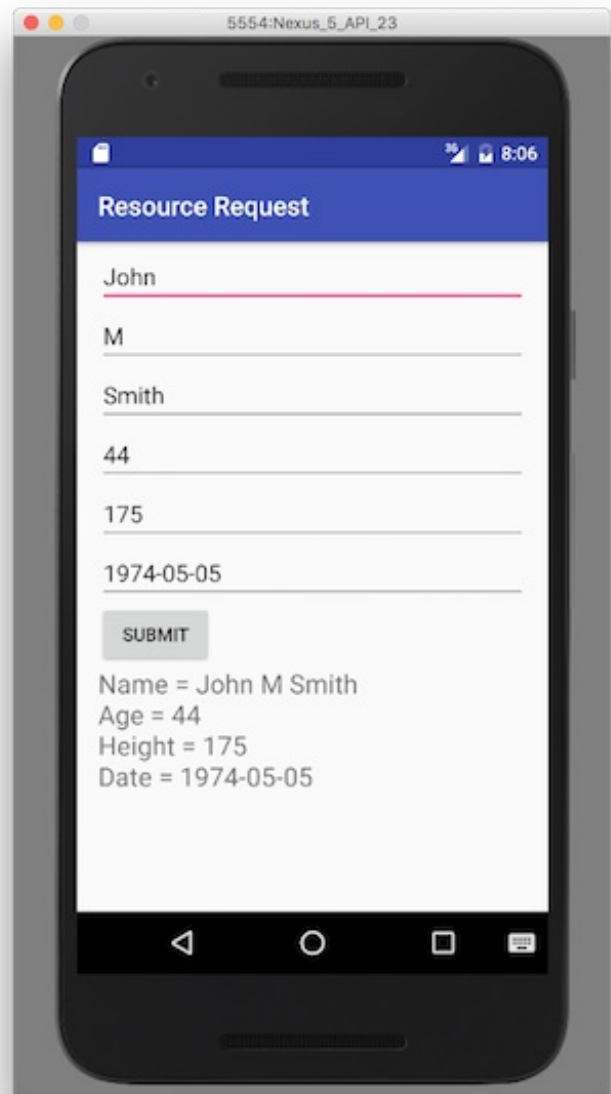 5554:Nexus_5_API_23
3G 8:06
Resource Request
John
M
Smith
44
175
1974-05-05
SUBMIT
Name = John M Smith
Age = 44
Height = 175
Date = 1974-05-05